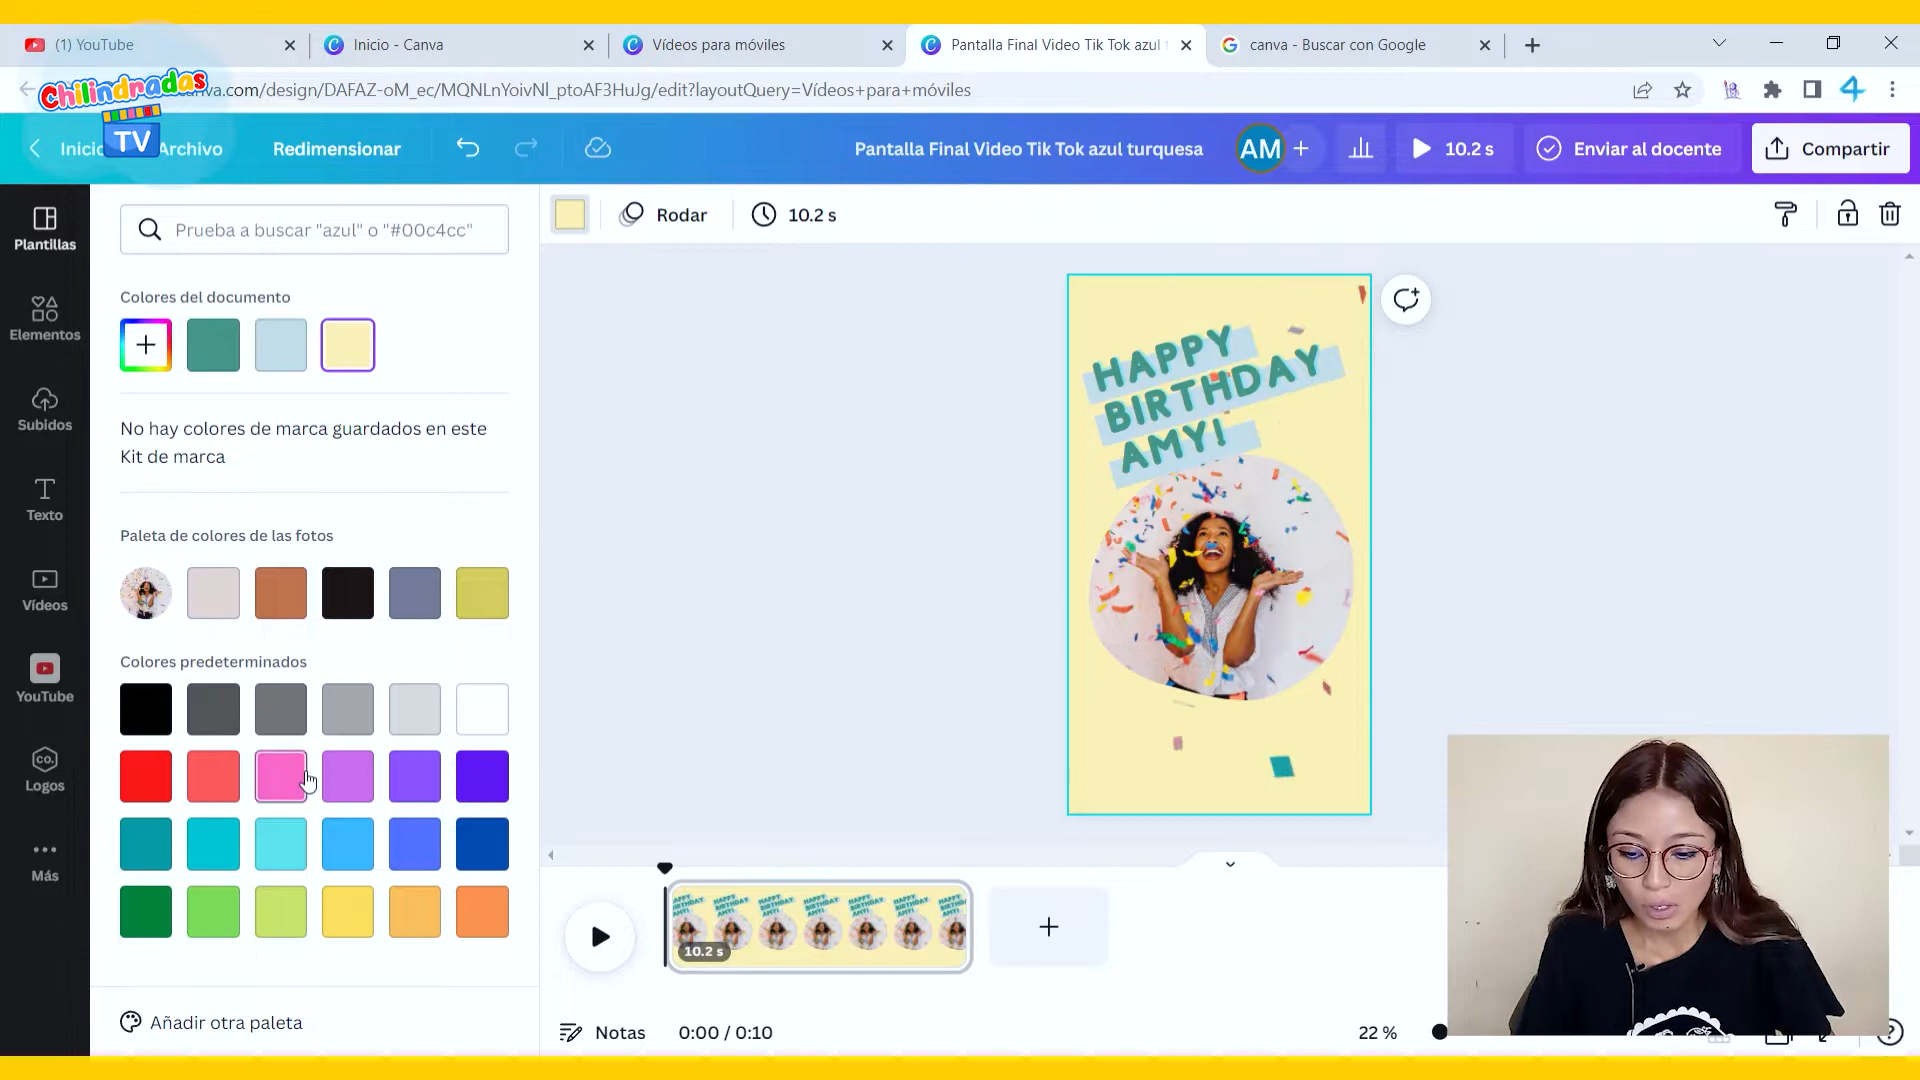 (1) YouTube
Inicio - Canva
Vídeos para móviles
Pantalla Final Video Tik Tok azul
canva - Buscar con Google
Chilindradas
TV
.com/design/DAFAZ-oM_ec/MQNLnYoivNl_ptoAF3HuJg/edit?layoutQuery=Vídeos+para+móviles
Archivo
Redimensionar
Pantalla Final Video Tik Tok azul turquesa
AM
10.2 s
Enviar al docente
Compartir
Plantillas
Elementos
Subidos
Texto
Vídeos
YouTube
CO.
Logos
Más
Prueba a buscar "azul" o "#00c4cc"
Colores del documento
No hay colores de marca guardados en este
Kit de marca
Paleta de colores de las fotos
Colores predeterminados
Añadir otra paleta
Rodar
10.2 s
HAPPY
BIRTHDAY
AMY!
10.2 s
Notas
0:00 / 0:10
22 %